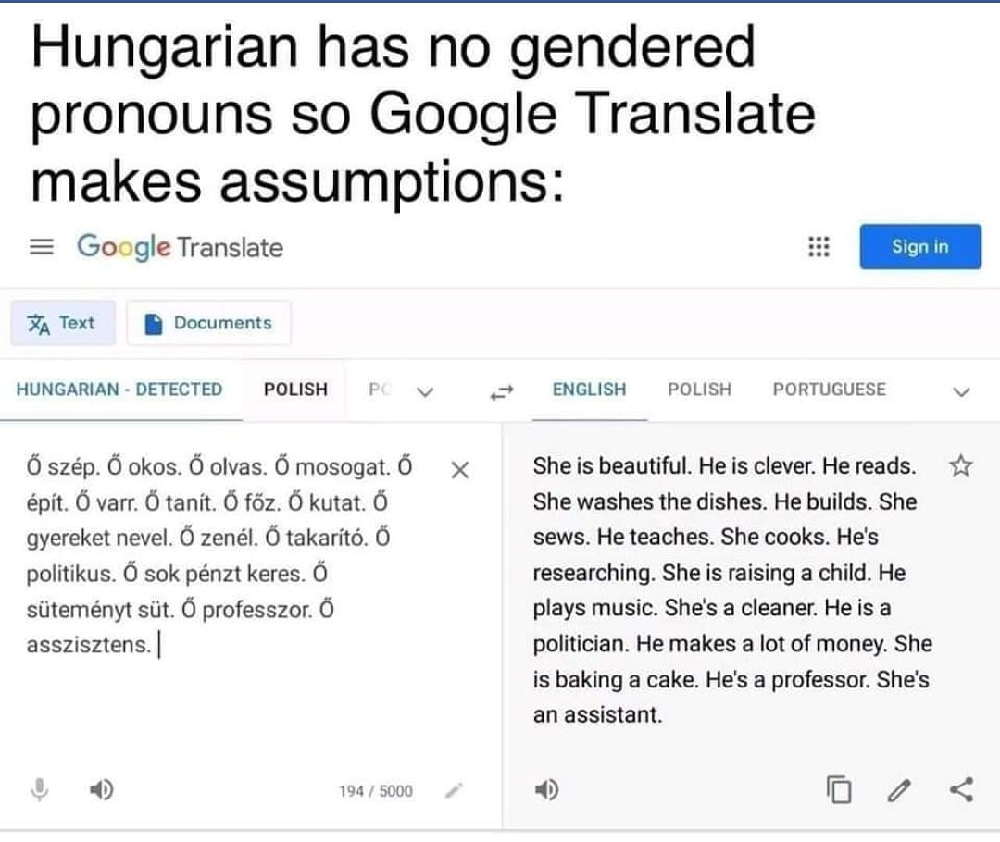 Hungarian has no gendered
pronouns so Google Translate
makes assumptions:
Google Translate
Sign in
Text
Documents
HUNGARIAN - DETECTED
POLISH
PO
ENGLISH
POLISH
PORTUGUESE
Ő szép. Ő okos. Ő olvas. Ő mosogat. Ő
épít. Ő varr. Ő tanít. Ő főz. Ő kutat. Ő
gyereket nevel. Ő zenél. Ő takarító. Ő
politikus. Ő sok pénzt keres. Ő
süteményt süt. Ő professzor. Ő
asszisztens.
She is beautiful. He is clever. He reads.
She washes the dishes. He builds. She
sews. He teaches. She cooks. He's
researching. She is raising a child. He
plays music. She's a cleaner. He is a
politician. He makes a lot of money. She
is baking a cake. He's a professor. She's
an assistant.
194 / 5000